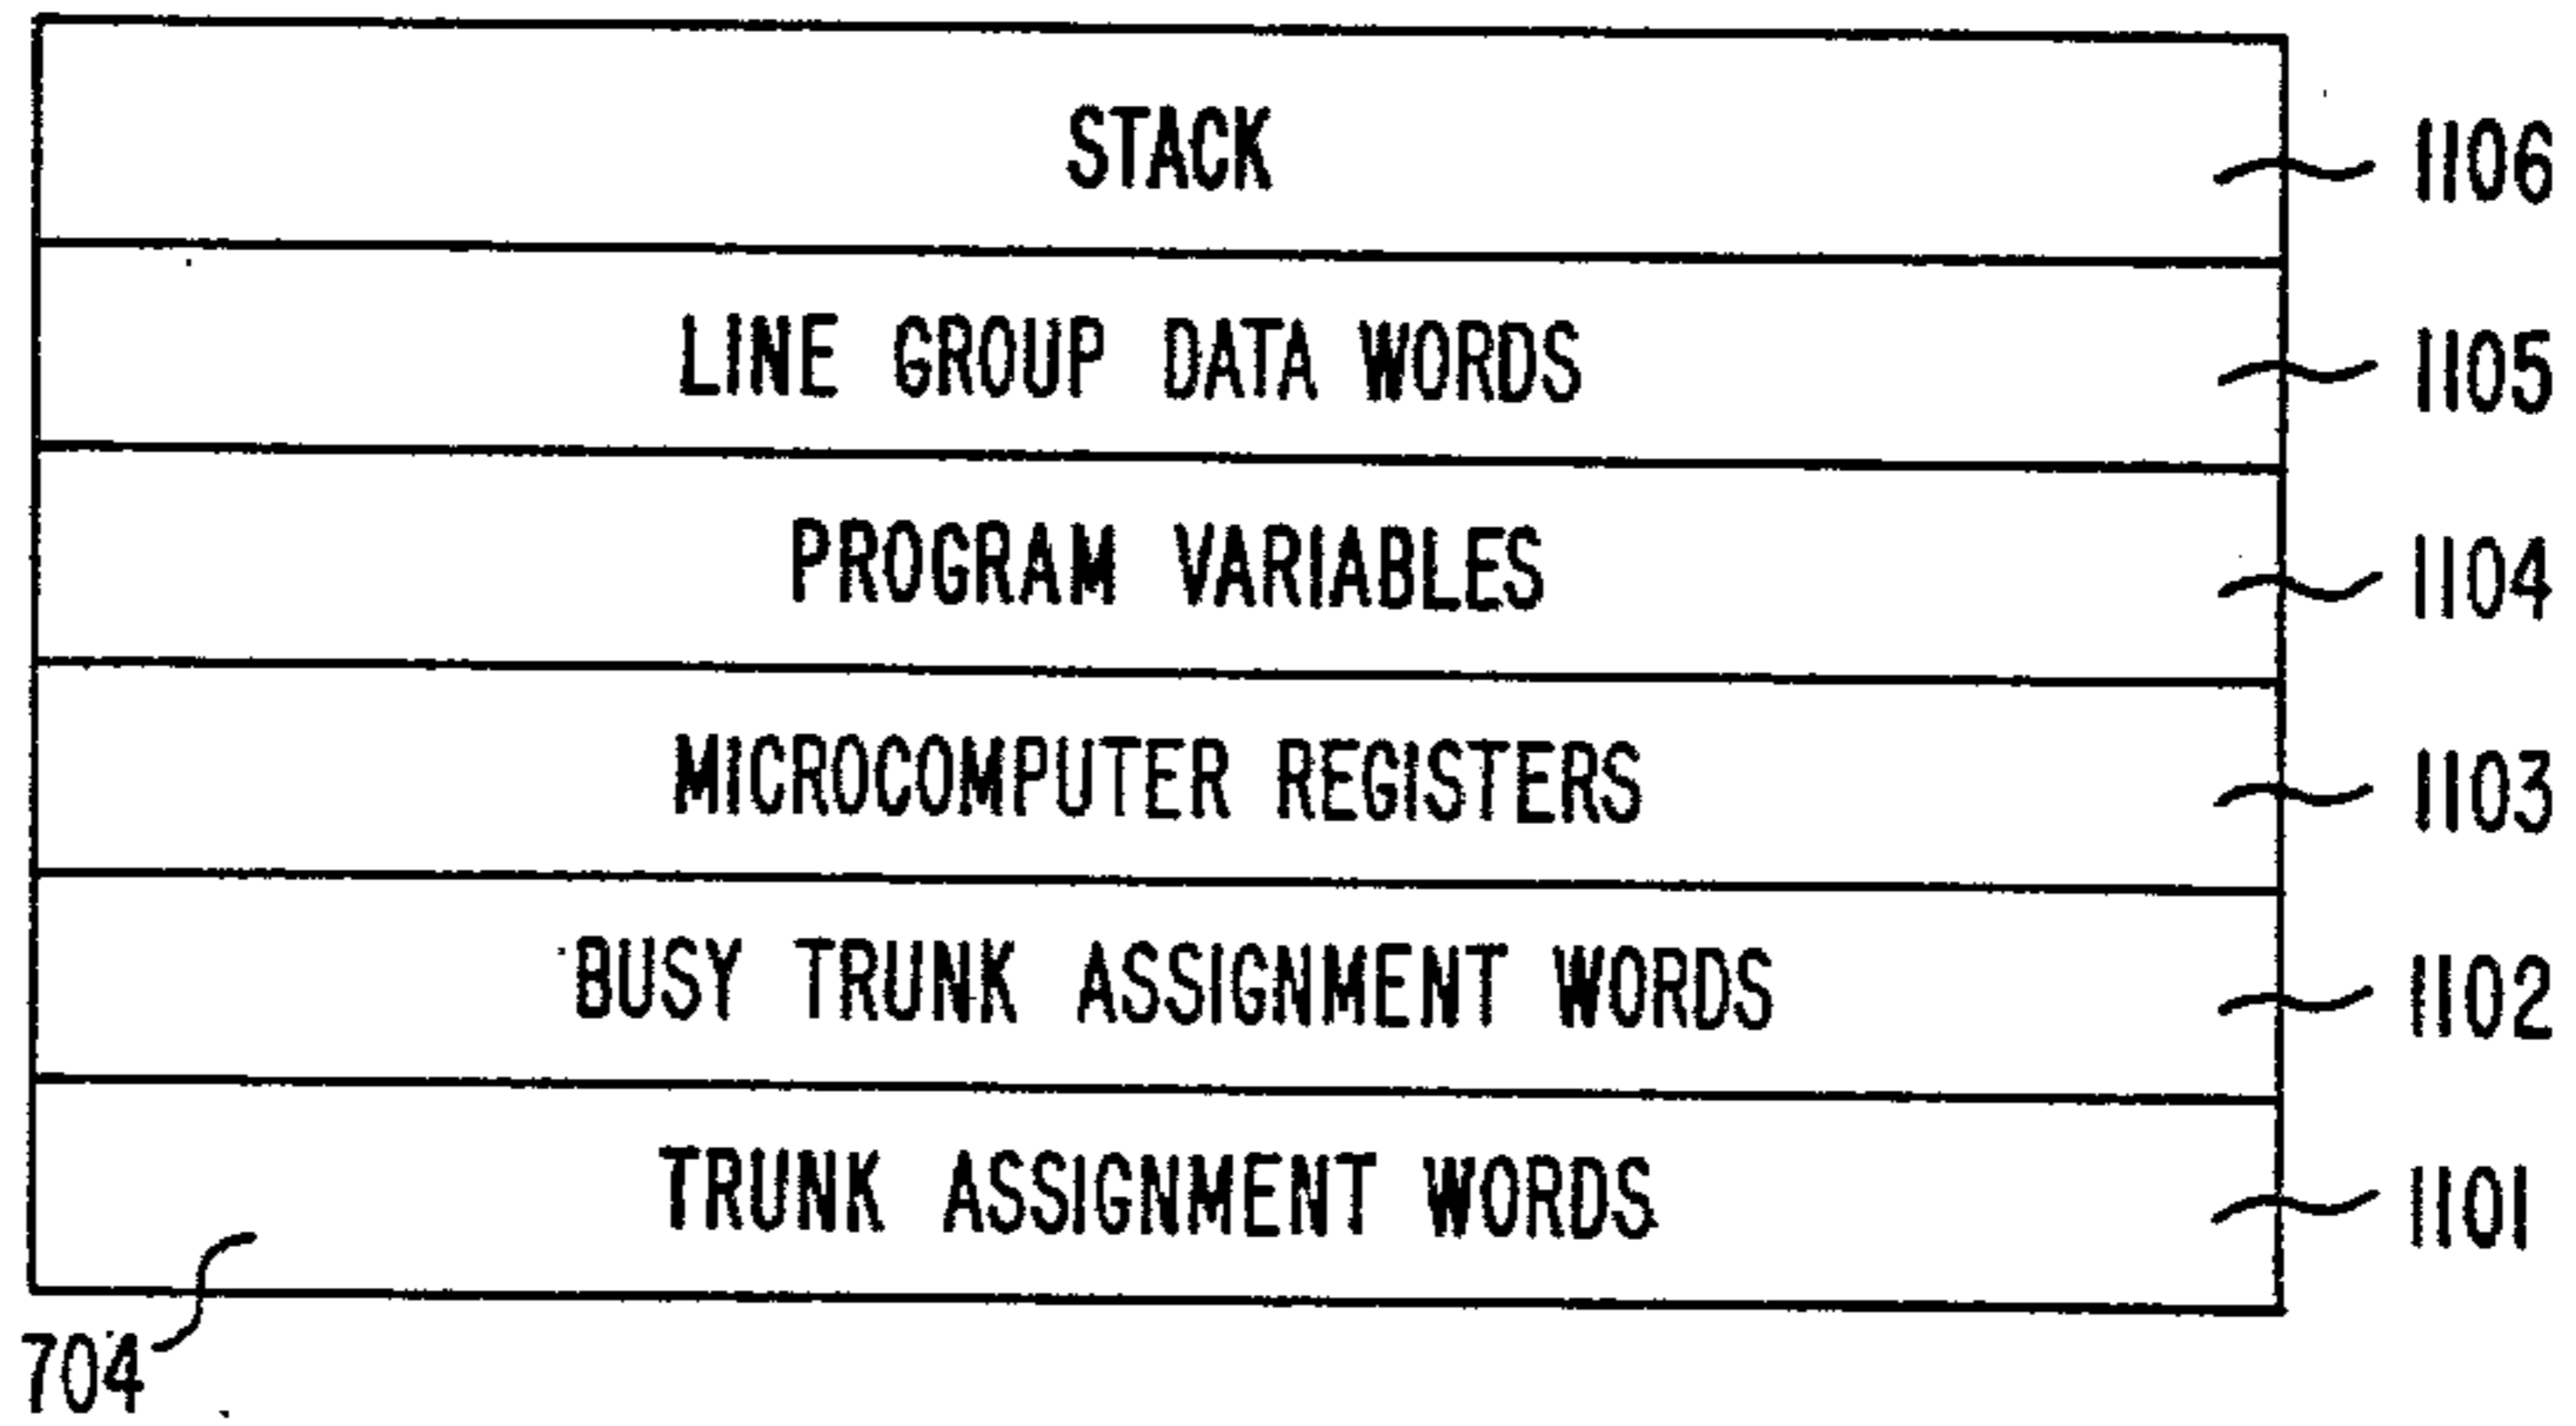 STACK 1106
LINE GROUP DATA WORDS 1105
PROGRAM VARIABLES 1104
MICROCOMPUTER REGISTERS 1103
BUSY TRUNK ASSIGNMENT WORDS 1102
TRUNK ASSIGNMENT WORDS 1101
704